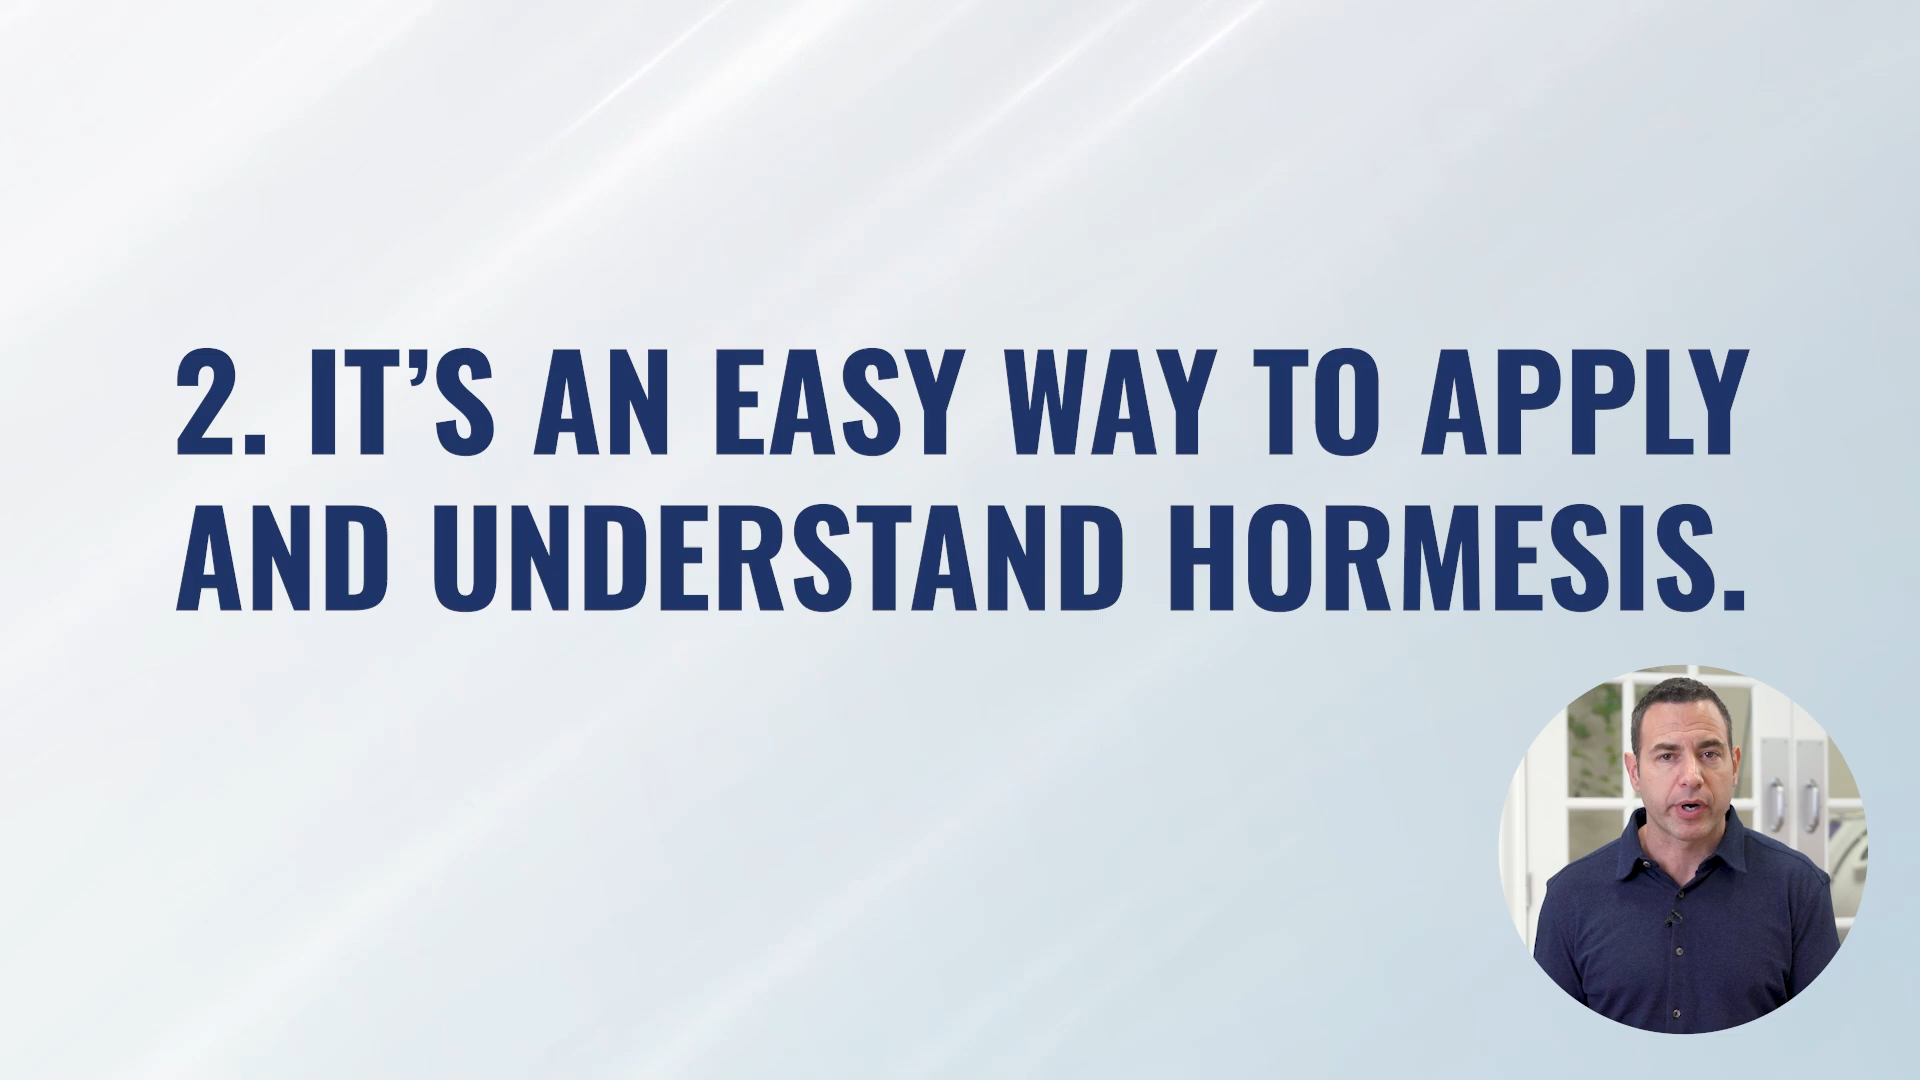 2. IT’S AN EASY WAY TO APPLY
AND UNDERSTAND HORMESIS.